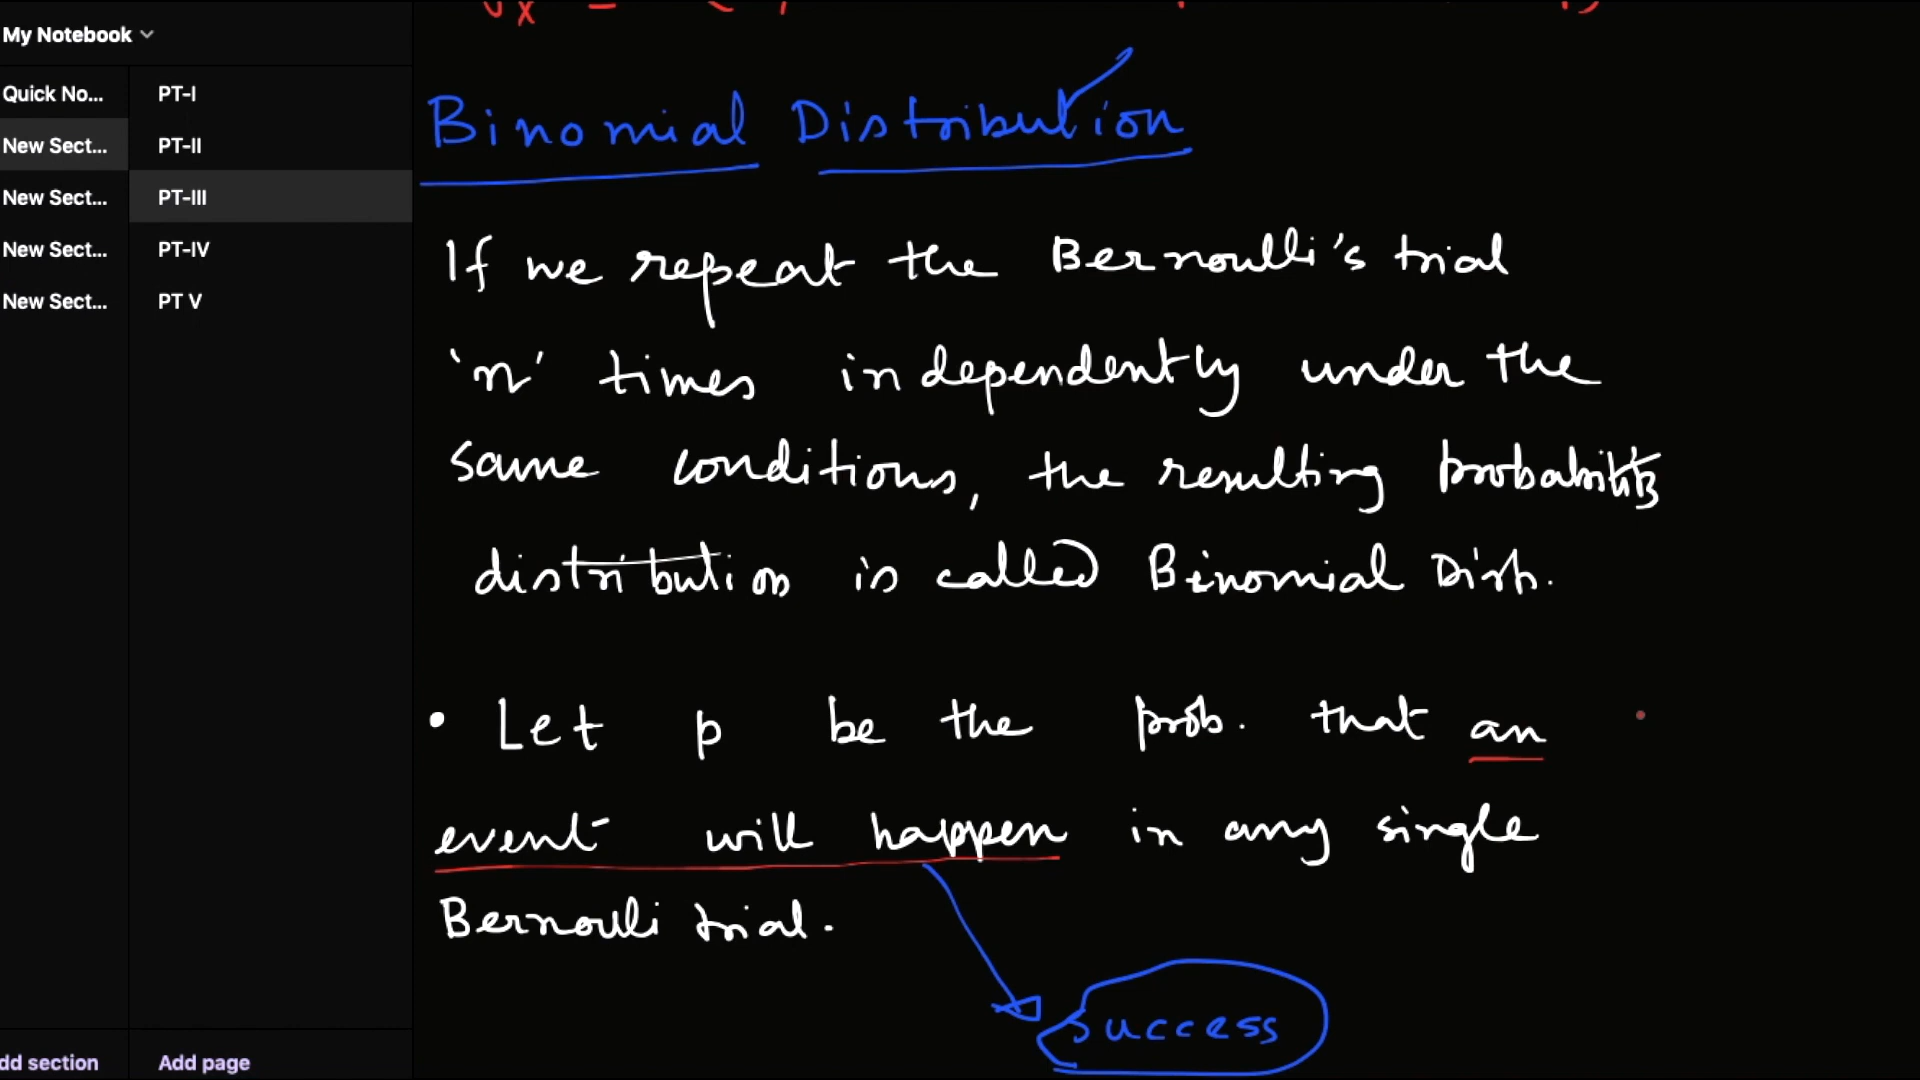 My Notebook
Quick No...
New Sect...
New Sect...
New Sect...
New Sect...
PT-I
PT-II
PT-III
PT-IV
PT V
dd section
Add page
Binomial Distribution
If we repeat the Bernoulli's trial
'n' times independently under the
same conditions, the resulting probability
distribution is called Binomial Dist.
• Let p be the prob. that an
event will happen in any single
Bernouli trial.
Success